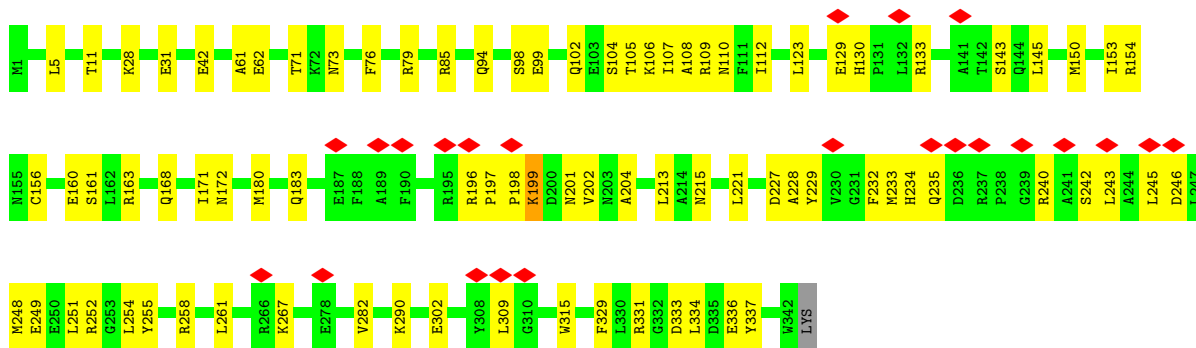 M1 L5 T11 K28 E31 E42 A61 E62 T71 K72 N73 F76 R79 R85 Q94 S98 E99 Q102 E103 S104 T105 K106 I107 A108 R109 N110 F111 I112 L123 E129 H130 P131 L132 R133 A141 T142 S143 Q144 L145 M150 I153 R154
N155 C156 E160 S161 L162 R163 Q168 I171 N172 M180 Q183 E187 F188 A189 F190 R195 R196 P197 P198 K199 D200 N201 V202 N203 A204 L213 A214 N215 L221 D227 A228 Y229 V230 G231 F232 M233 H234 Q235 D236 R237 P238 G239 R240 A241 S242 L243 A244 L245 D246 L247
M248 E249 E250 L251 R252 G253 L254 Y255 R258 L261 R266 K267 E278 V282 K290 E302 Y308 L309 G310 W315 F329 L330 R331 G332 D333 L334 D335 E336 Y337 W342 LYS